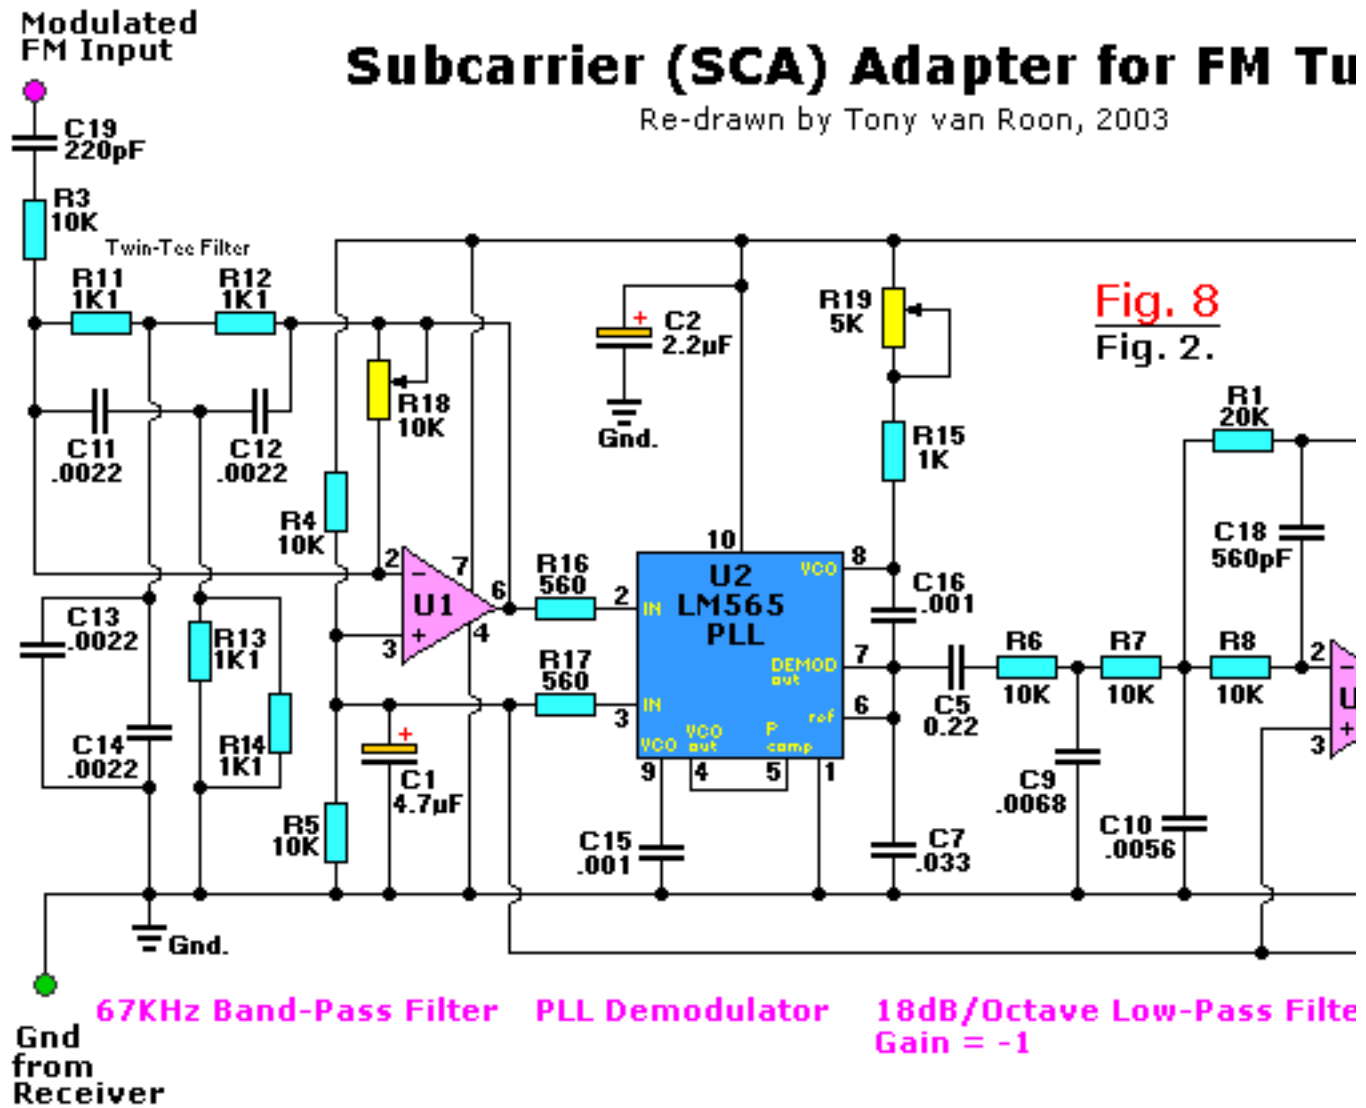 Modulated
FM Input
Subcarrier (SCA) Adapter for FM Tu
Re-drawn by Tony van Roon, 2003
C19
220pF
R3
10K
Twin-Tee Filter
R11
1K1
R12
1K1
C11
.0022
C12
.0022
R18
10K
+
C2
2.2µF
Gnd.
R19
5K
Fig. 8
Fig. 2.
R15
1K
R1
20K
C18
560pF
R4
10K
2
−
7
U1
6
+
3
4
R16
560
R17
560
10
U2
LM565
PLL
VCO
8
2
IN
DEMOD
out
7
3
IN
ref
6
VCO
VCO
out
P
comp
9
4
5
1
C16
.001
C5
0.22
R6
10K
R7
10K
R8
10K
2
−
U
+
3
C13
.0022
R13
1K1
C14
.0022
R14
1K1
+
C1
4.7µF
R5
10K
C15
.001
C7
.033
C9
.0068
C10
.0056
Gnd.
67KHz Band-Pass Filter
PLL Demodulator
18dB/Octave Low-Pass Filte
Gain = -1
Gnd
from
Receiver